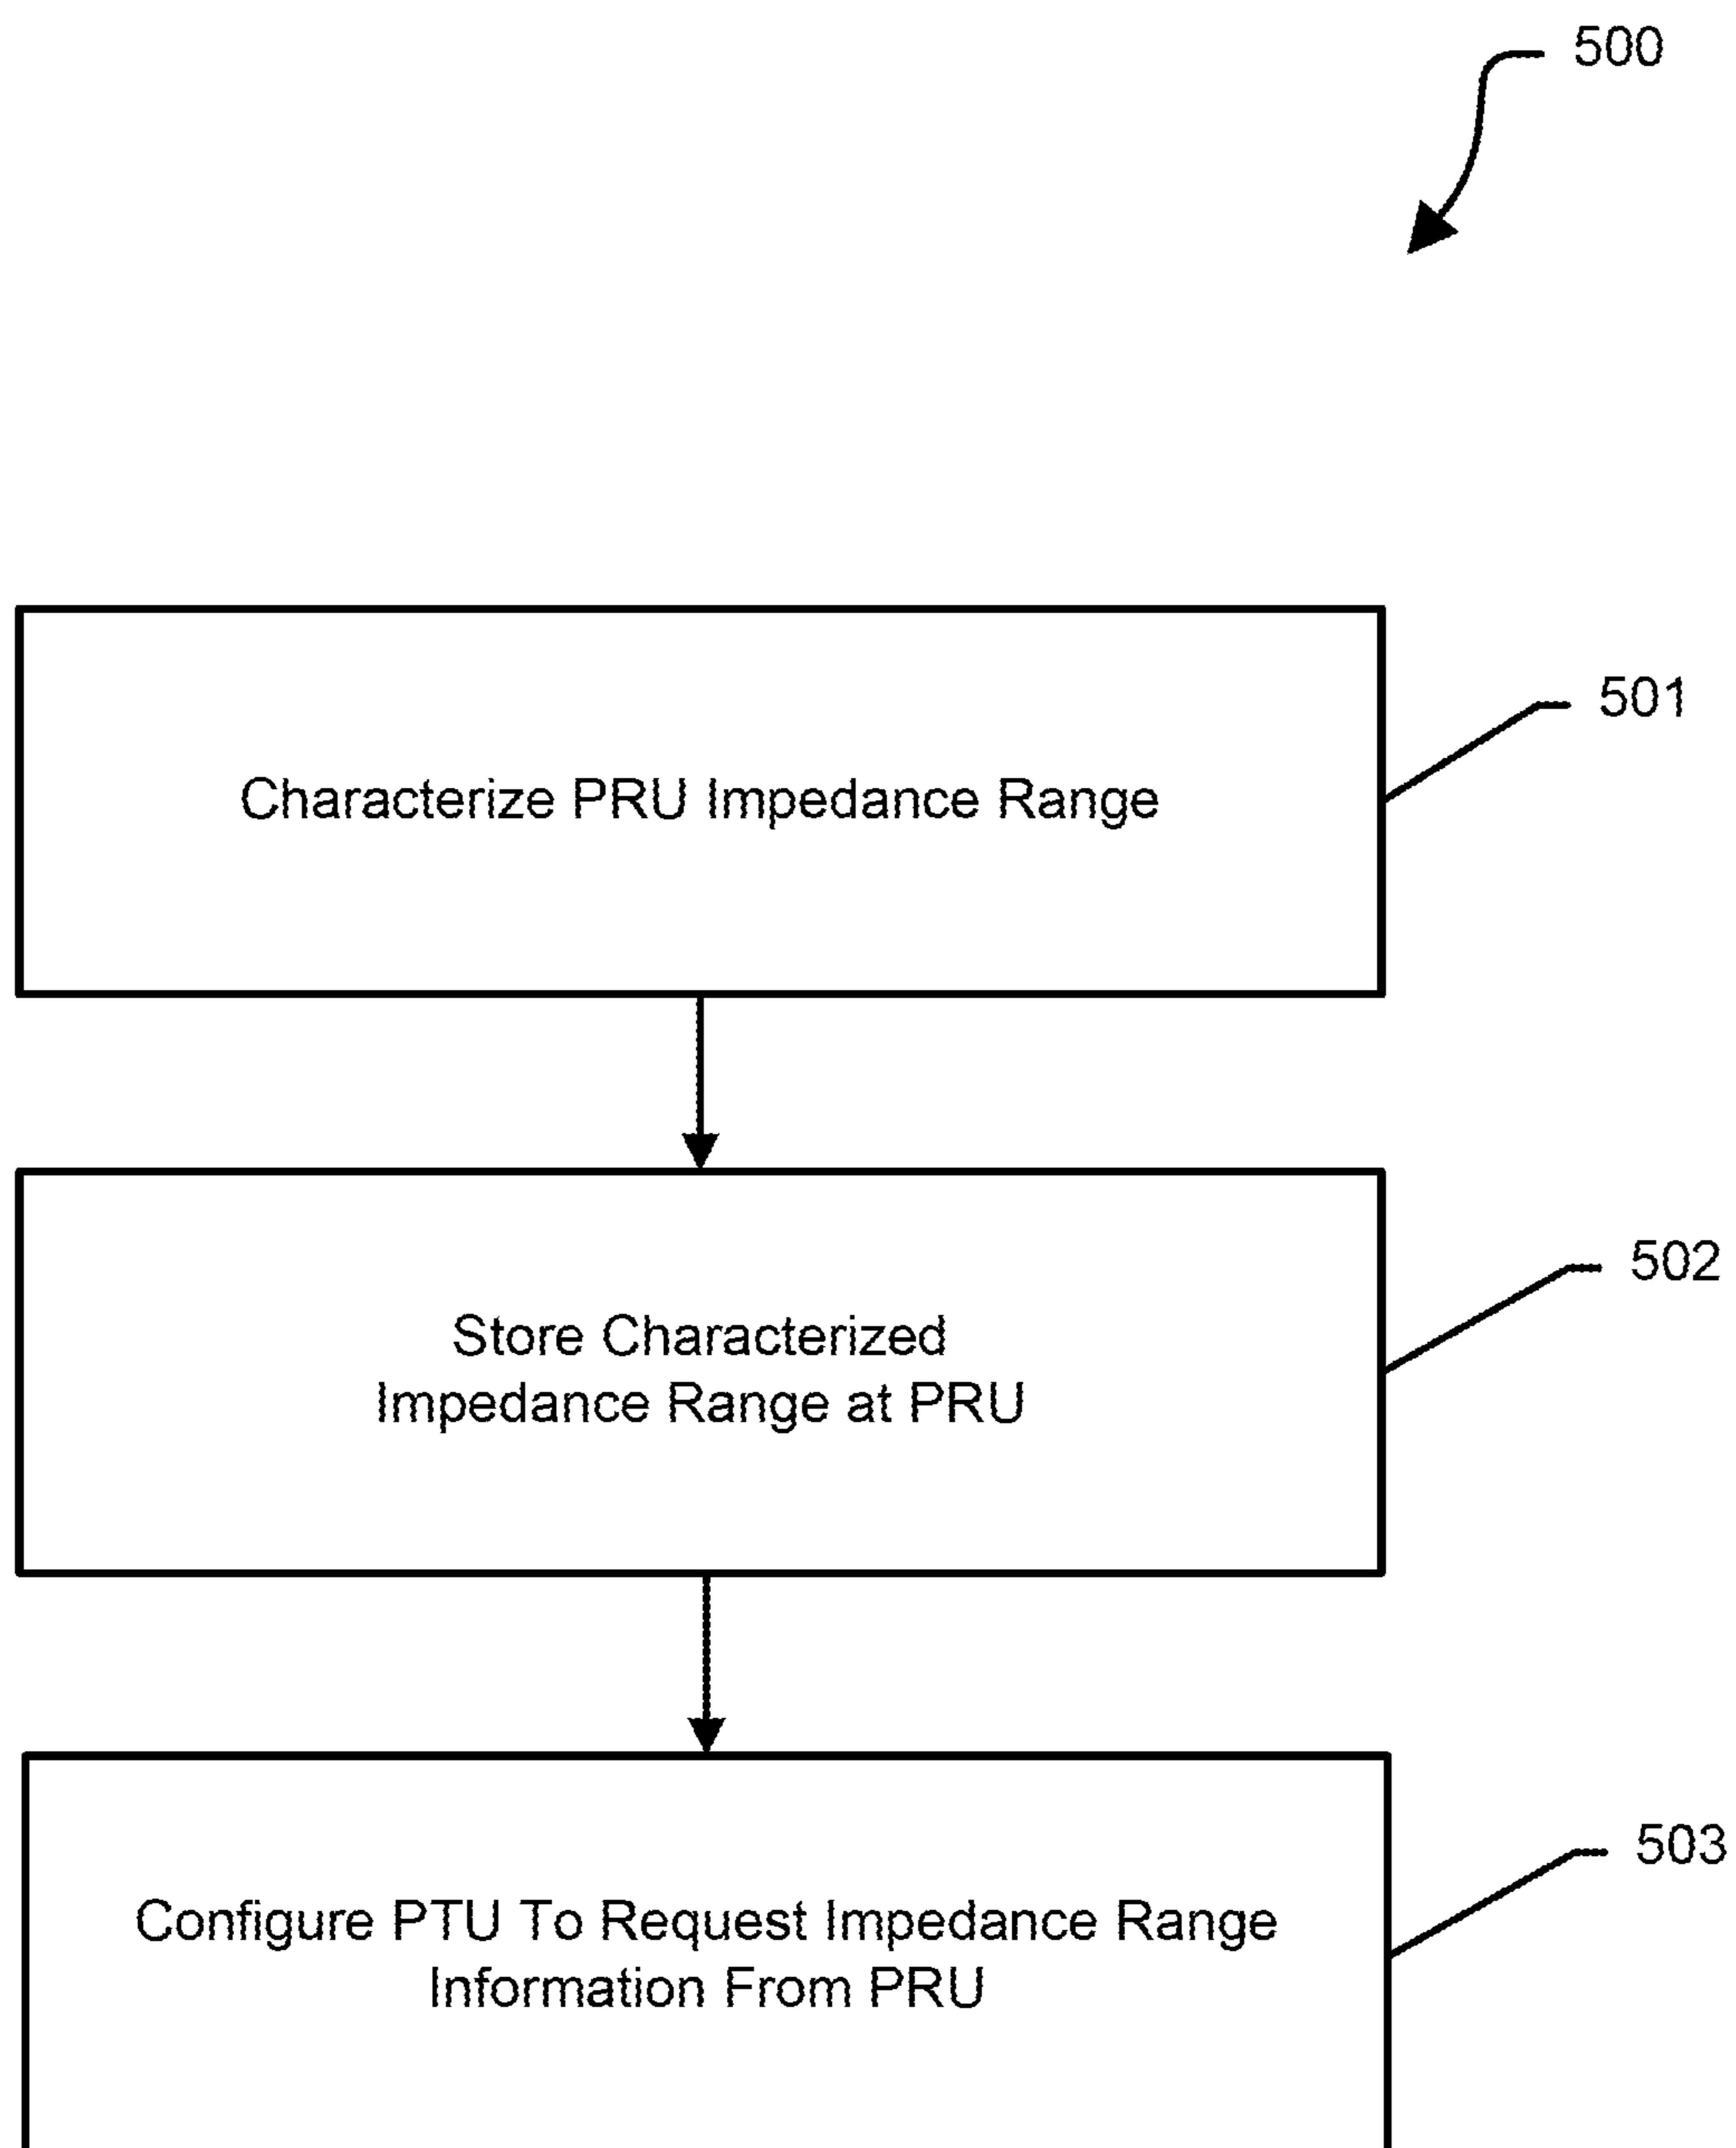 500
501
Characterize PRU Impedance Range
502
Store Characterized
Impedance Range at PRU
503
Configure PTU To Request Impedance Range
Information From PRU